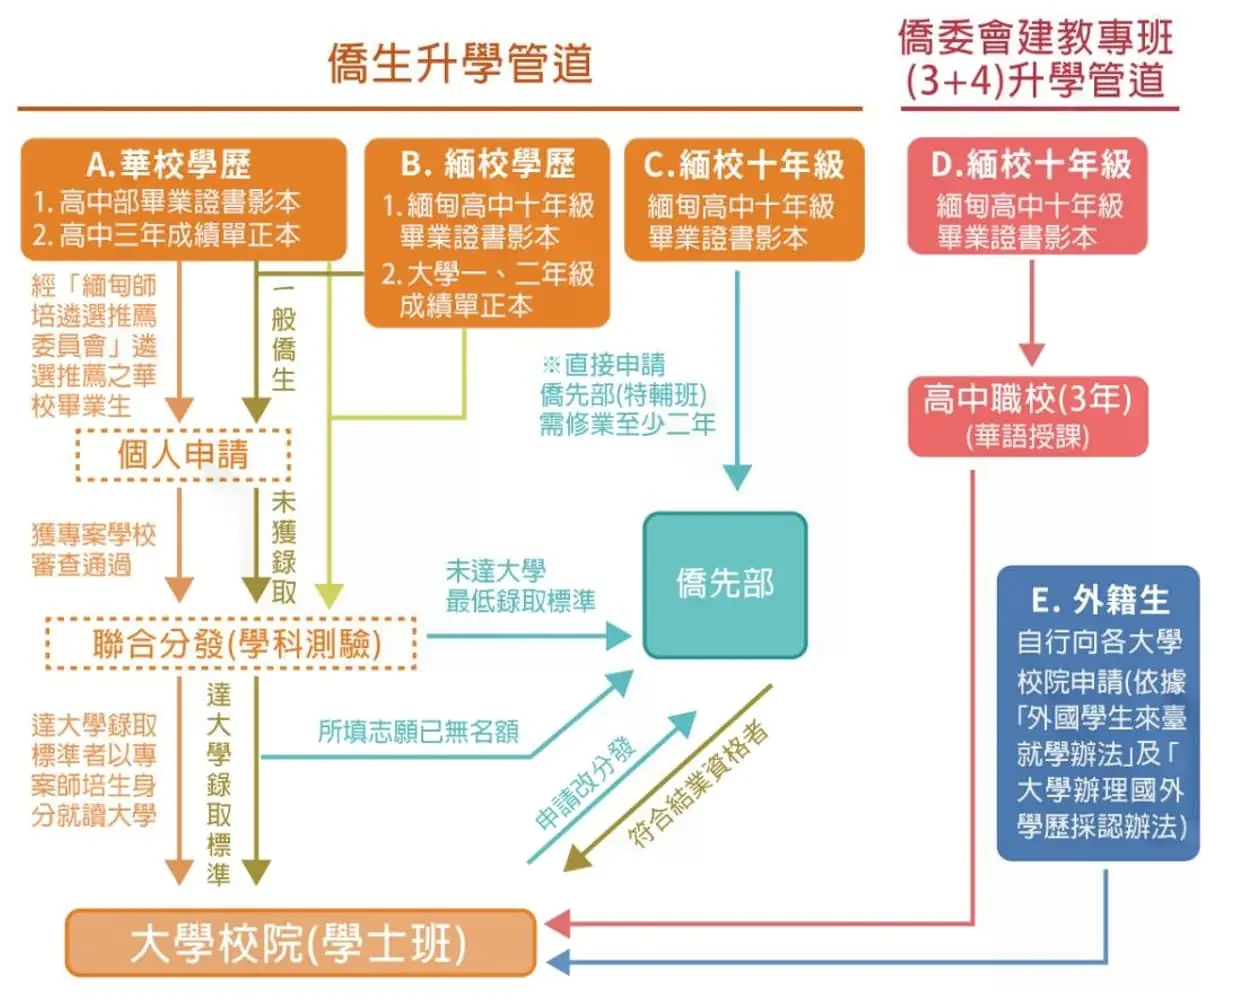 僑生升學管道
僑委會建教專班
(3+4)升學管道
A.華校學歷
1.高中部畢業證書影本
2.高中三年成績單正本
B. 緬校學歷
1.緬甸高中十年級
畢業證書影本
2.大學一、二年級
成績單正本
C.緬校十年級
緬甸高中十年級
畢業證書影本
D.緬校十年級
緬甸高中十年級
畢業證書影本
經「緬甸師
培遴選推薦
委員會」遴
選推薦之華
校畢業生
一般僑生
※直接申請
僑先部(特輔班)
需修業至少二年
高中職校(3年)
(華語授課)
個人申請
獲專案學校
審查通過
未獲錄取
未達大學
最低錄取標準
僑先部
聯合分發(學科測驗)
E. 外籍生
自行向各大學
校院申請(依據
「外國學生來臺
就學辦法」及「
大學辦理國外
學歷採認辦法)
達大學錄取
標準者以專
案師培生身
分就讀大學
達大學錄取標準
所填志願已無名額
申請改分發
符合結業資格者
大學校院(學士班)